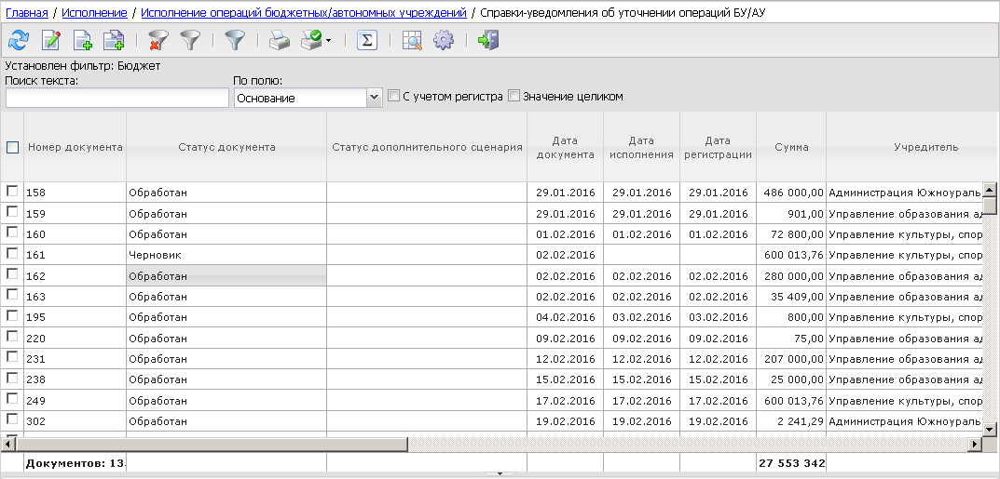 Главная / Исполнение / Исполнение операций бюджетных/автономных учреждений / Справки-уведомления об уточнении операций БУ/АУ
Установлен фильтр: Бюджет
Поиск текста: По полю:
Основание С учетом регистра Значение целиком
Номер документа Статус документа Статус дополнительного сценария Дата документа Дата исполнения Дата регистрации Сумма Учредитель
158 Обработан 29.01.2016 29.01.2016 29.01.2016 486 000,00 Администрация Южноураль
159 Обработан 29.01.2016 29.01.2016 29.01.2016 901,00 Управление образования ад
160 Обработан 01.02.2016 01.02.2016 01.02.2016 72 800,00 Управление культуры, спор
161 Черновик 02.02.2016 600 013,76 Управление культуры, спор
162 Обработан 02.02.2016 02.02.2016 02.02.2016 280 000,00 Управление образования ад
163 Обработан 02.02.2016 02.02.2016 02.02.2016 35 409,00 Управление образования ад
195 Обработан 04.02.2016 03.02.2016 03.02.2016 800,00 Управление культуры, спор
220 Обработан 09.02.2016 09.02.2016 09.02.2016 75,00 Управление образования ад
231 Обработан 12.02.2016 12.02.2016 12.02.2016 207 000,00 Управление образования ад
238 Обработан 15.02.2016 15.02.2016 15.02.2016 25 000,00 Управление образования ад
249 Обработан 17.02.2016 17.02.2016 17.02.2016 600 013,76 Управление культуры, спор
302 Обработан 19.02.2016 19.02.2016 19.02.2016 2 241,29 Администрация Южноураль
Документов: 13 27 553 342